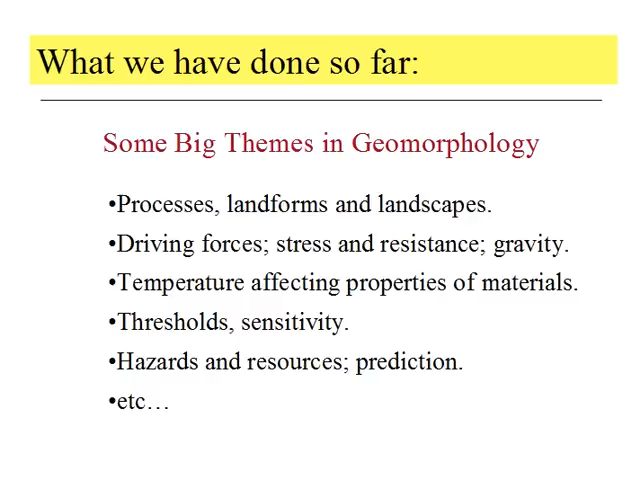 What we have done so far:
Some Big Themes in Geomorphology
•Processes, landforms and landscapes.
•Driving forces; stress and resistance; gravity.
•Temperature affecting properties of materials.
•Thresholds, sensitivity.
•Hazards and resources; prediction.
•etc…